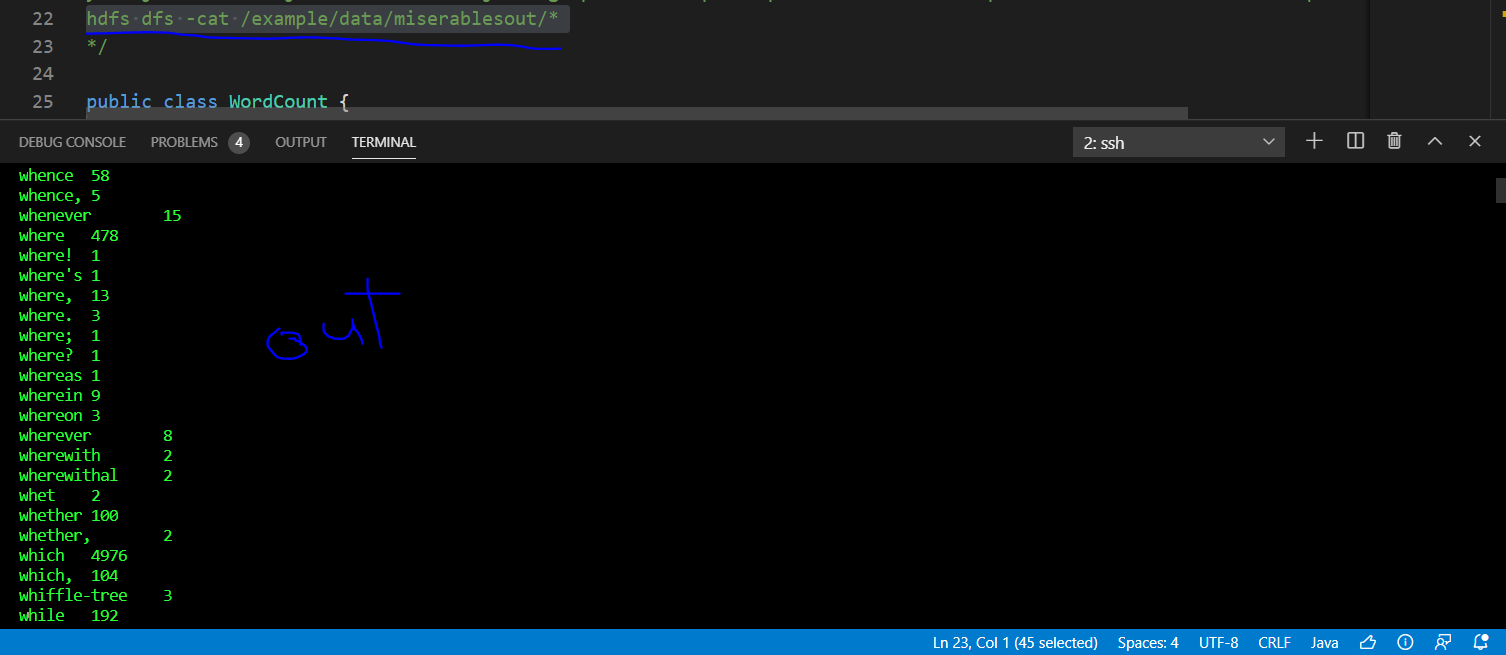 22 hdfs dfs -cat /example/data/miserablesout/*
23 */
24
25 public class WordCount {
DEBUG CONSOLE PROBLEMS 4 OUTPUT TERMINAL 2: ssh
whence 58
whence, 5
whenever 15
where 478
where! 1
where's 1
where, 13
where. 3
where; 1
where? 1
whereas 1
wherein 9
whereon 3
wherever 8
wherewith 2
wherewithal 2
whet 2
whether 100
whether, 2
which 4976
which, 104
whiffle-tree 3
while 192
out
Ln 23, Col 1 (45 selected) Spaces: 4 UTF-8 CRLF Java